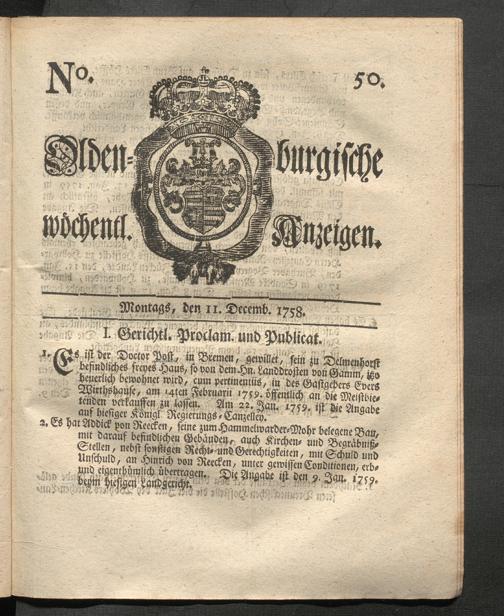 No. 50.
Olden- burgische
wöchentl. Anzeigen.
Montags, den 11. Decemb. 1758.
I. Gerichtl. Proclam. und Publicat.
1. Es ist der Doctor Post, in Bremen, gewillet, sein zu Delmenhorst
befindliches freyes Haus, so von dem Hn. Landdrosten von Gamm, itzo
heuerlich bewohnet wird, cum pertinentiis, in des Gastgebers Evers
Wirthshause, am 14ten Februarii 1759. öffentlich an die Meistbie-
tenden verkauffen zu lassen. Am 22. Jan. 1759. ist die Angabe
auf hiesiger Königl Regierungs-Cantzelley.
2. Es hat Addick von Reecken, seine zum Hammelwarder-Mohr belegene Bau,
mit darauf befindlichen Gebäuden, auch Kirchen- und Begräbniß-
Stellen, nebst sonstigen Recht- und Gerechtigkeiten, mit Schuld und
Unschuld, an Hinrich von Reecken, unter gewissen Conditionen, erb-
und eigenthümlich übertragen. Die Angabe ist den 9. Jan. 1759.
beym hiesigen Landgericht.